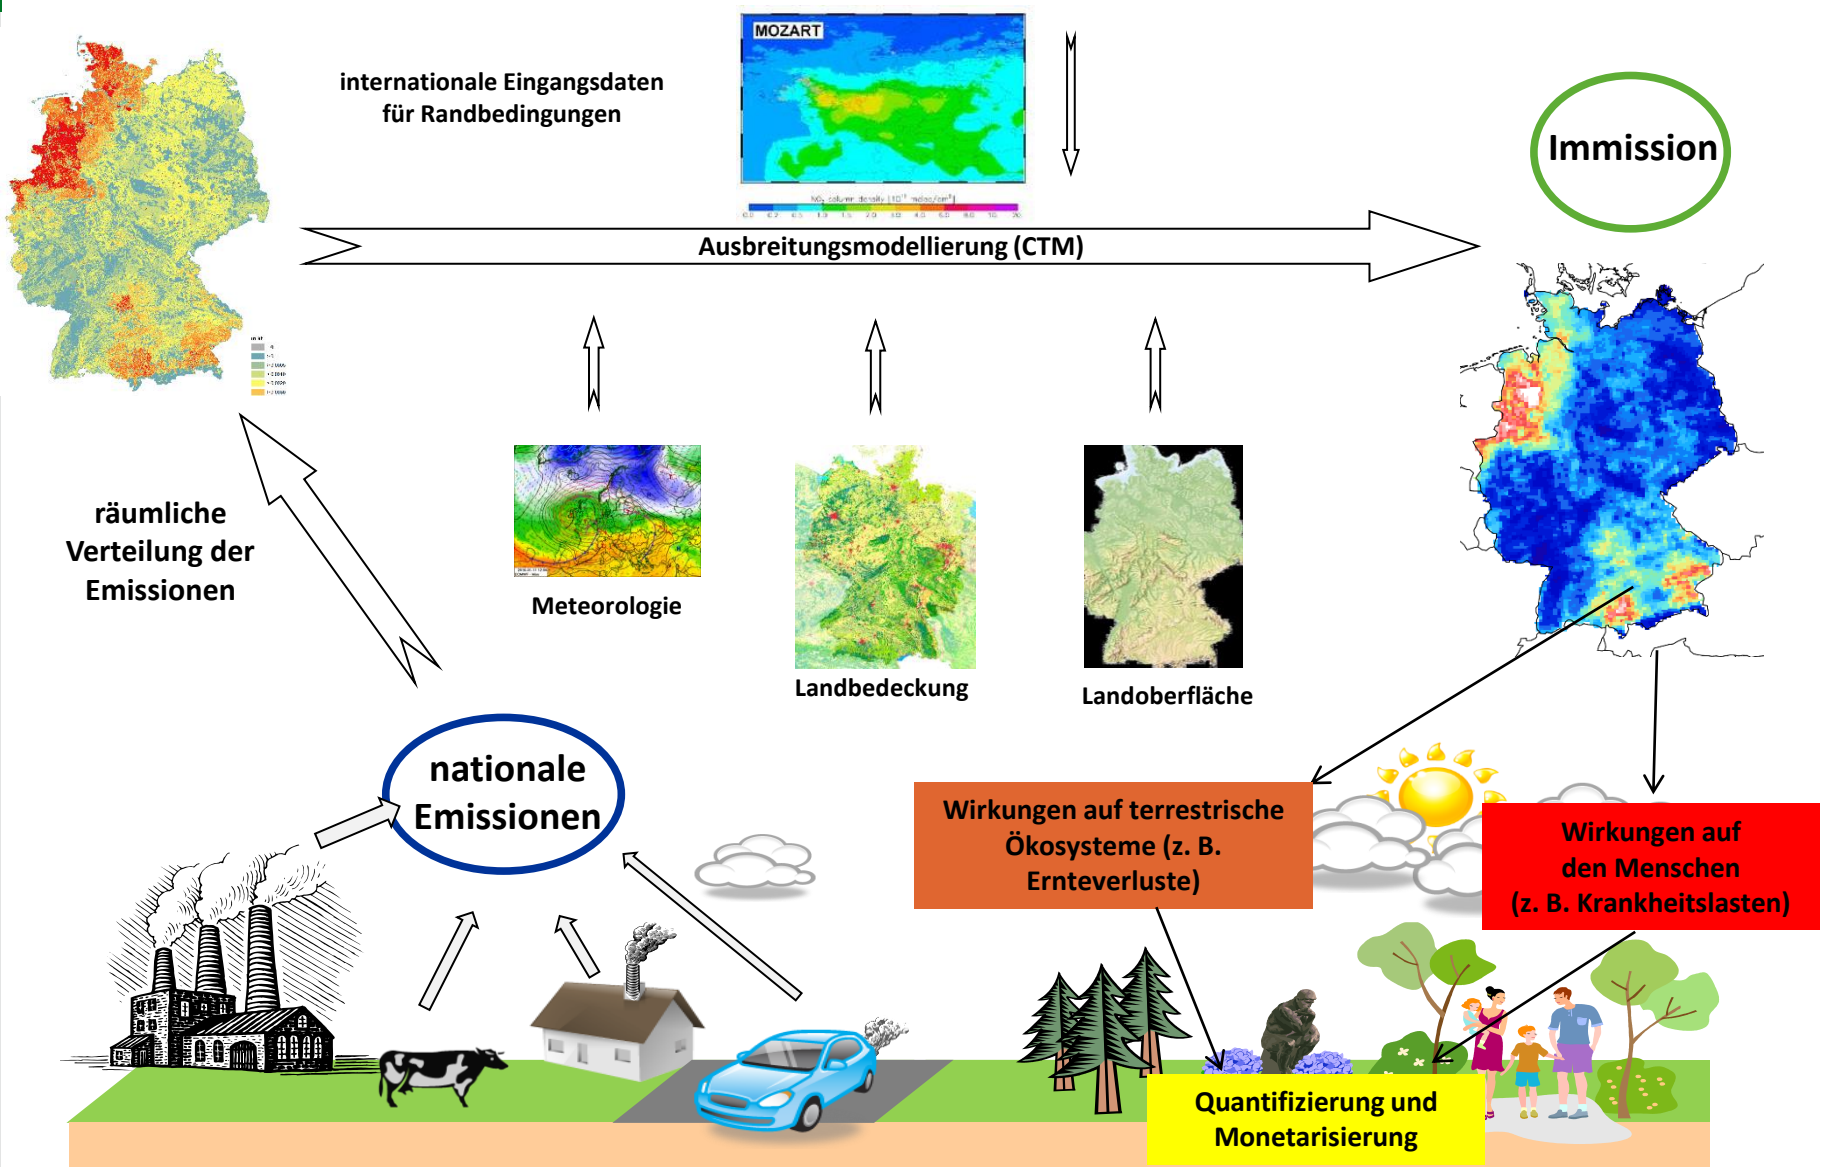 MOZART
internationale Eingangsdaten
für Randbedingungen
Immission
Ausbreitungsmodellierung (CTM)
räumliche
Verteilung der
Emissionen
Meteorologie
Landbedeckung
Landoberfläche
nationale
Emissionen
Wirkungen auf terrestrische
Ökosysteme (z. B.
Ernteverluste)
Wirkungen auf
den Menschen
(z. B. Krankheitslasten)
Quantifizierung und
Monetarisierung